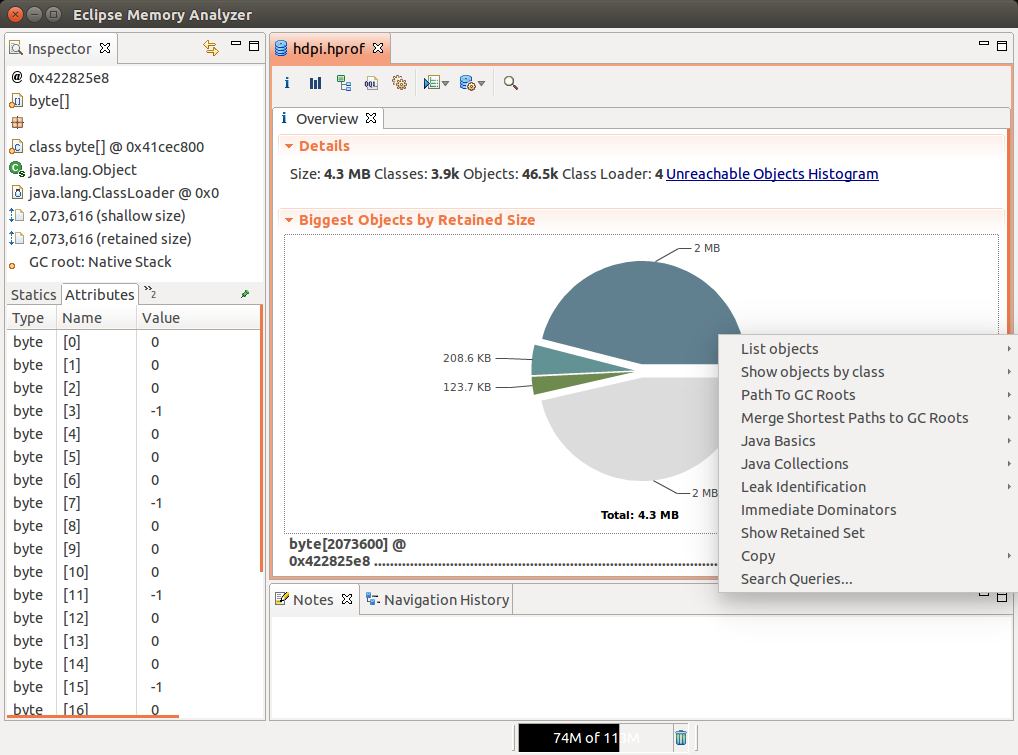 Eclipse Memory Analyzer
Inspector
0x422825e8
byte[]
class byte[] @ 0x41cec800
java.lang.Object
java.lang.ClassLoader @ 0x0
2,073,616 (shallow size)
2,073,616 (retained size)
GC root: Native Stack
Statics Attributes »2
Type Name Value
byte [0] 0
byte [1] 0
byte [2] 0
byte [3] -1
byte [4] 0
byte [5] 0
byte [6] 0
byte [7] -1
byte [8] 0
byte [9] 0
byte [10] 0
byte [11] -1
byte [12] 0
byte [13] 0
byte [14] 0
byte [15] -1
byte [16] 0
hdpi.hprof
OQL
i Overview
Details
Size: 4.3 MB Classes: 3.9k Objects: 46.5k Class Loader: 4 Unreachable Objects Histogram
Biggest Objects by Retained Size
2 MB
208.6 KB
123.7 KB
2 MB
Total: 4.3 MB
byte[2073600] @
0x422825e8
List objects
Show objects by class
Path To GC Roots
Merge Shortest Paths to GC Roots
Java Basics
Java Collections
Leak Identification
Immediate Dominators
Show Retained Set
Copy
Search Queries...
Notes Navigation History
74M of